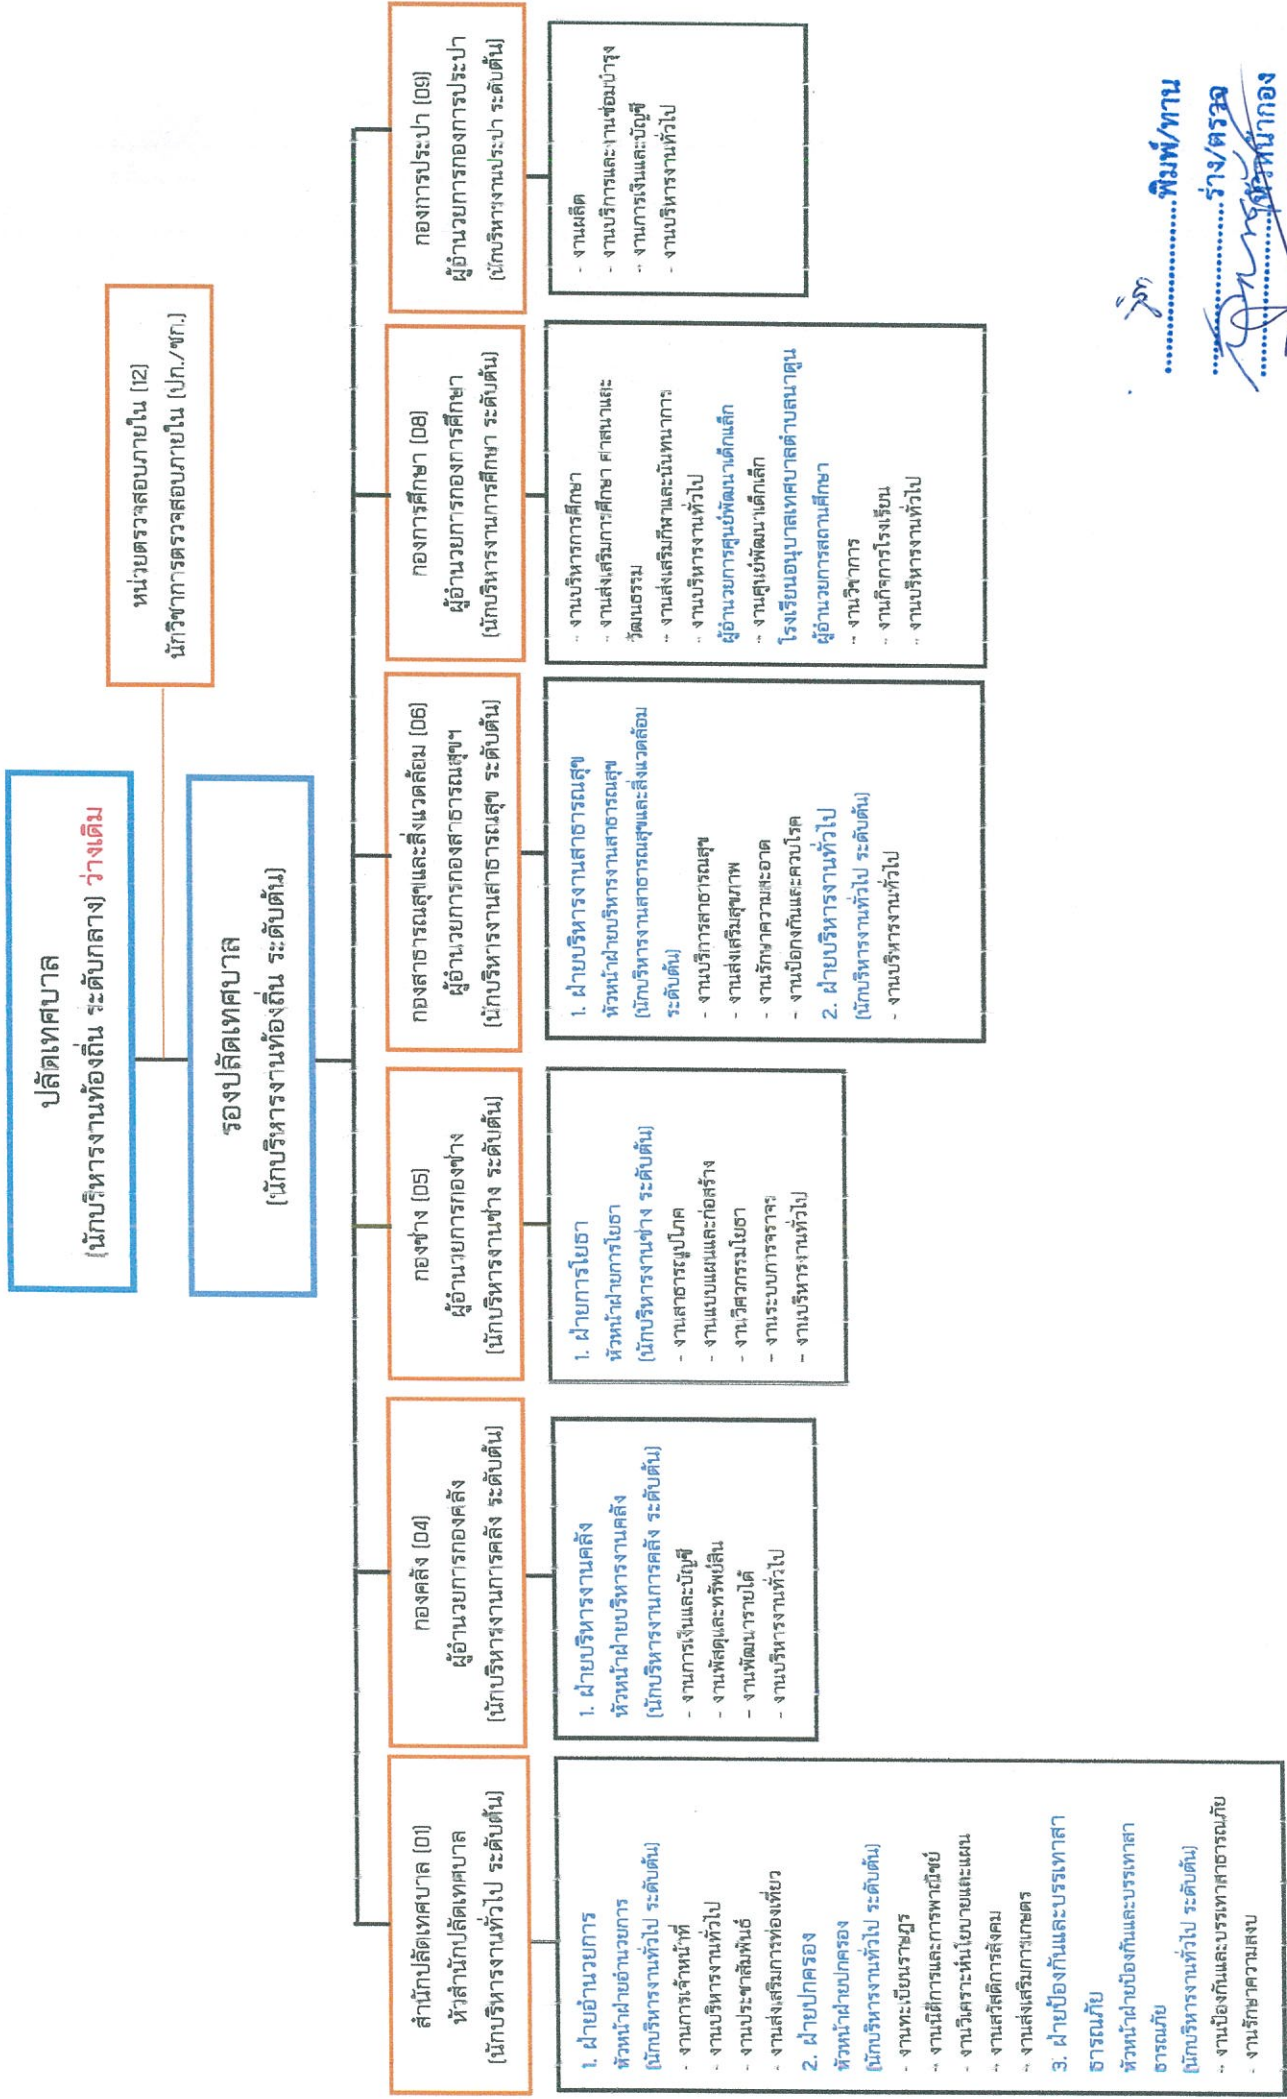 ปลัดเทศบาล
(นักบริหารงานท้องถิ่น ระดับกลาง) ว่างเดิม
หน่วยตรวจสอบภายใน (12)
นักวิชาการตรวจสอบภายใน (ปก./ชก.)
รองปลัดเทศบาล
(นักบริหารงานท้องถิ่น ระดับต้น)
สำนักปลัดเทศบาล (01)
หัวสำนักปลัดเทศบาล
(นักบริหารงานทั่วไป ระดับต้น)
1. ฝ่ายอำนวยการ
หัวหน้าฝ่ายอำนวยการ
(นักบริหารงานทั่วไป ระดับต้น)
- งานการเจ้าหน้าที่
- งานบริหารงานทั่วไป
- งานประชาสัมพันธ์
- งานส่งเสริมการท่องเที่ยว
2. ฝ่ายปกครอง
หัวหน้าฝ่ายปกครอง
(นักบริหารงานทั่วไป ระดับต้น)
- งานทะเบียนราษฎร
- งานนิติการและการพาณิชย์
- งานวิเคราะห์นโยบายและแผน
- งานสวัสดิการสังคม
- งานส่งเสริมการเกษตร
3. ฝ่ายป้องกันและบรรเทาสา
ธารณภัย
หัวหน้าฝ่ายป้องกันและบรรเทาสา
ธารณภัย
(นักบริหารงานทั่วไป ระดับต้น)
- งานป้องกันและบรรเทาสาธารณภัย
- งานรักษาความสงบ
กองคลัง (04)
ผู้อำนวยการกองคลัง
(นักบริหารงานการคลัง ระดับต้น)
1. ฝ่ายบริหารงานคลัง
หัวหน้าฝ่ายบริหารงานคลัง
(นักบริหารงานการคลัง ระดับต้น)
- งานการเงินและบัญชี
- งานพัสดุและทรัพย์สิน
- งานพัฒนารายได้
- งานบริหารงานทั่วไป
กองช่าง (05)
ผู้อำนวยการกองช่าง
(นักบริหารงานช่าง ระดับต้น)
1. ฝ่ายการโยธา
หัวหน้าฝ่ายการโยธา
(นักบริหารงานช่าง ระดับต้น)
- งานสาธารณูปโภค
- งานแบบแผนและก่อสร้าง
- งานวิศวกรรมโยธา
- งานระบบการจราจร
- งานบริหารงานทั่วไป
กองสาธารณสุขและสิ่งแวดล้อม (06)
ผู้อำนวยการกองสาธารณสุขฯ
(นักบริหารงานสาธารณสุข ระดับต้น)
1. ฝ่ายบริหารงานสาธารณสุข
หัวหน้าฝ่ายบริหารงานสาธารณสุข
(นักบริหารงานสาธารณสุขและสิ่งแวดล้อม
ระดับต้น)
- งานบริการสาธารณสุข
- งานส่งเสริมสุขภาพ
- งานรักษาความสะอาด
- งานป้องกันและควบโรค
2. ฝ่ายบริหารงานทั่วไป
(นักบริหารงานทั่วไป ระดับต้น)
- งานบริหารงานทั่วไป
กองการศึกษา (08)
ผู้อำนวยการกองการศึกษา
(นักบริหารงานการศึกษา ระดับต้น)
- งานบริหารการศึกษา
- งานส่งเสริมการศึกษา ศาสนาและ
วัฒนธรรม
- งานส่งเสริมกีฬาและนันทนาการ
- งานบริหารงานทั่วไป
ผู้อำนวยการศูนย์พัฒนาเด็กเล็ก
- งานศูนย์พัฒนาเด็กเล็ก
โรงเรียนอนุบาลเทศบาลตำบลนาดูน
ผู้อำนวยการสถานศึกษา
- งานวิชาการ
- งานกิจการโรงเรียน
- งานบริหารงานทั่วไป
กองการประปา (09)
ผู้อำนวยการกองการประปา
(นักบริหารงานประปา ระดับต้น)
- งานผลิต
- งานบริการและงานซ่อมบำรุง
- งานการเงินและบัญชี
- งานบริหารงานทั่วไป
....................พิมพ์/ทาน
....................ร่าง/ตรวจ
....................หัวหน้ากอง